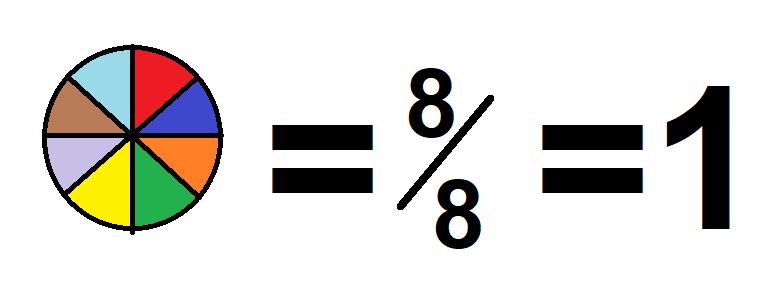 = 8/8 = 1